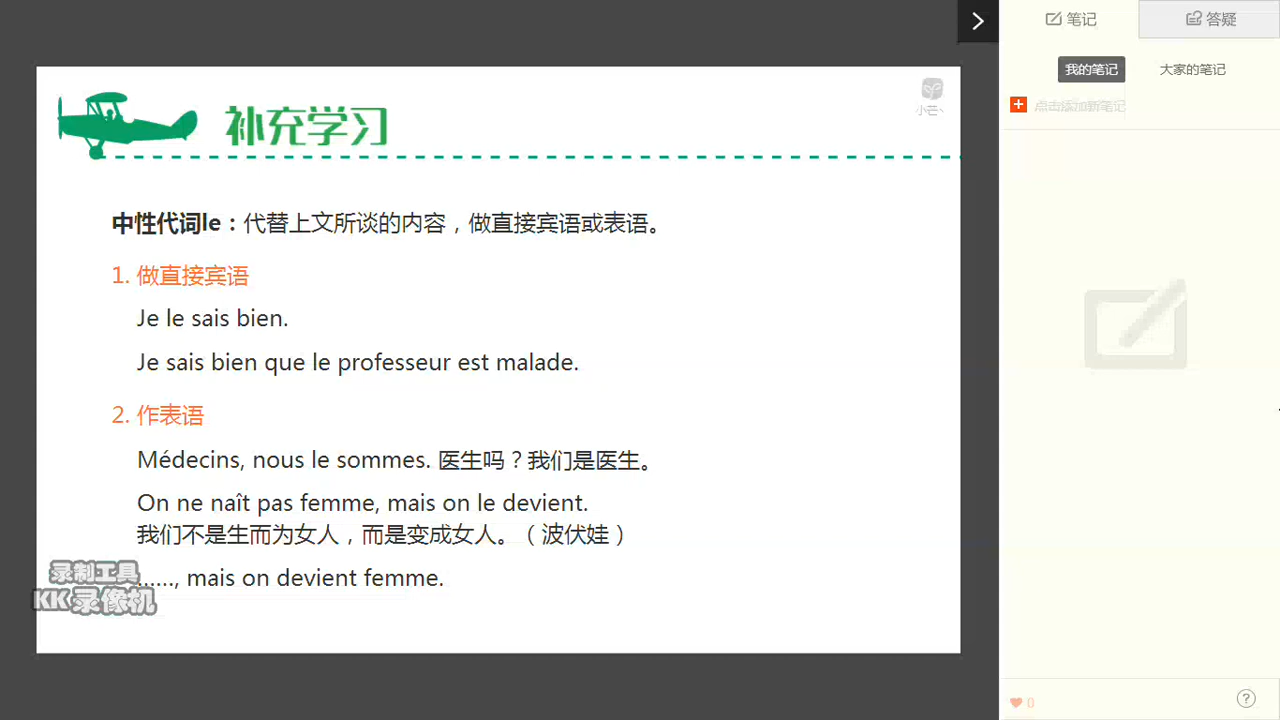 笔记
答疑
我的笔记
大家的笔记
点击添加新笔记
补充学习
中性代词le：代替上文所谈的内容，做直接宾语或表语。
1. 做直接宾语
Je le sais bien.
Je sais bien que le professeur est malade.
2. 作表语
Médecins, nous le sommes. 医生吗？我们是医生。
On ne naît pas femme, mais on le devient.
我们不是生而为女人，而是变成女人。（波伏娃）
......, mais on devient femme.
录制工具
KK录像机
0
?